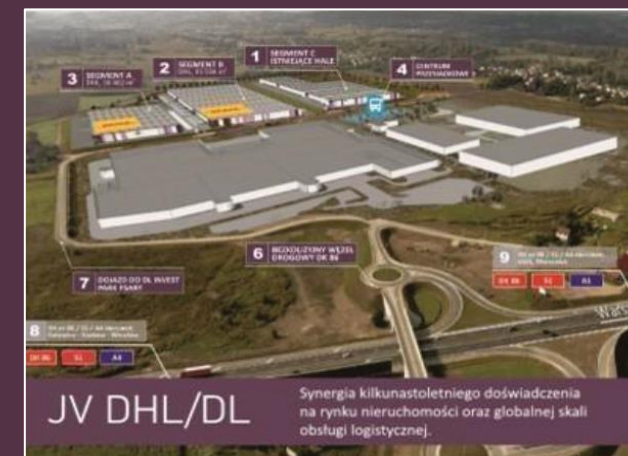 1 SEGMENT C
ISTNIEJĄCE HALE
2 SEGMENT B
3 SEGMENT A
4 CENTRUM
PRZESIADKOWE
6 BEZKOLIZYJNY WĘZEŁ
DROGOWY DK 86
7 DOJAZD DO DL INVEST
PARK PSARY
8
DK 86 S1 A4
9
DK 86 S1 A1
JV DHL/DL
Synergia kilkunastoletniego doświadczenia
na rynku nieruchomości oraz globalnej skali
obsługi logistycznej.